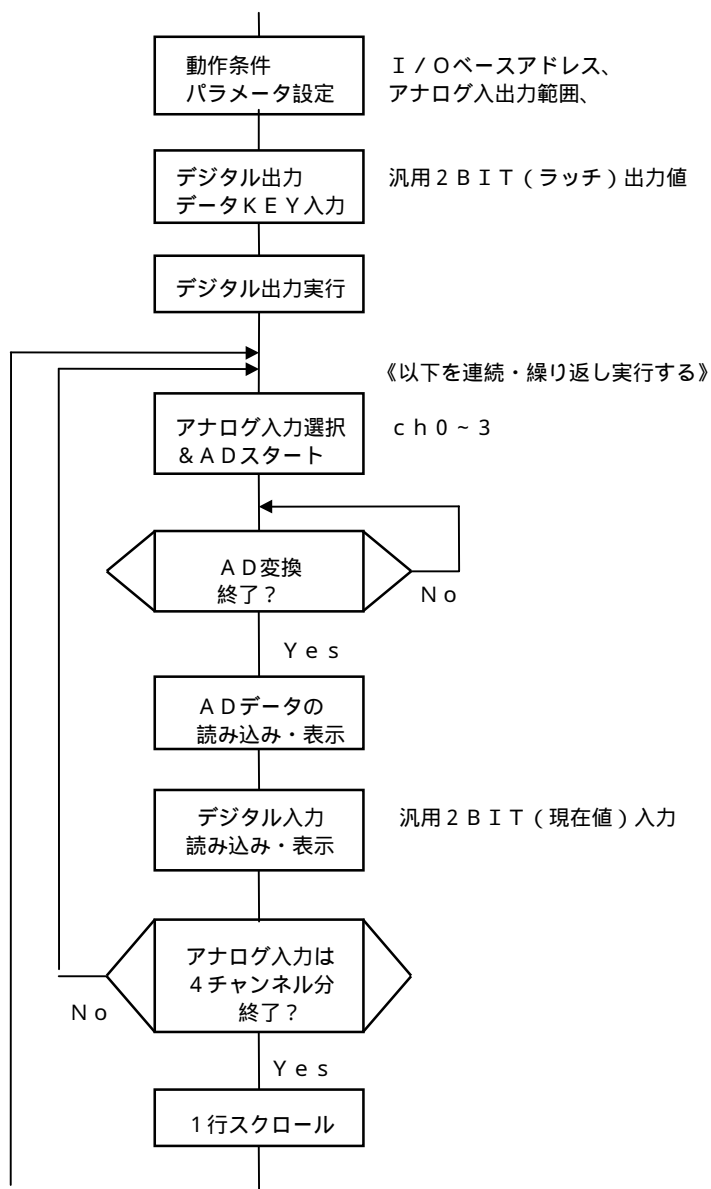 動作条件
パラメータ設定
Ｉ／Ｏベースアドレス、
アナログ入出力範囲、
デジタル出力
データＫＥＹ入力
汎用２ＢＩＴ（ラッチ）出力値
デジタル出力実行
《以下を連続・繰り返し実行する》
アナログ入力選択
＆ＡＤスタート
ｃｈ０~３
ＡＤ変換
終了？
Ｎｏ
Ｙｅｓ
ＡＤデータの
読み込み・表示
デジタル入力
読み込み・表示
汎用２ＢＩＴ（現在値）入力
アナログ入力は
４チャンネル分
終了？
Ｎｏ
Ｙｅｓ
１行スクロール